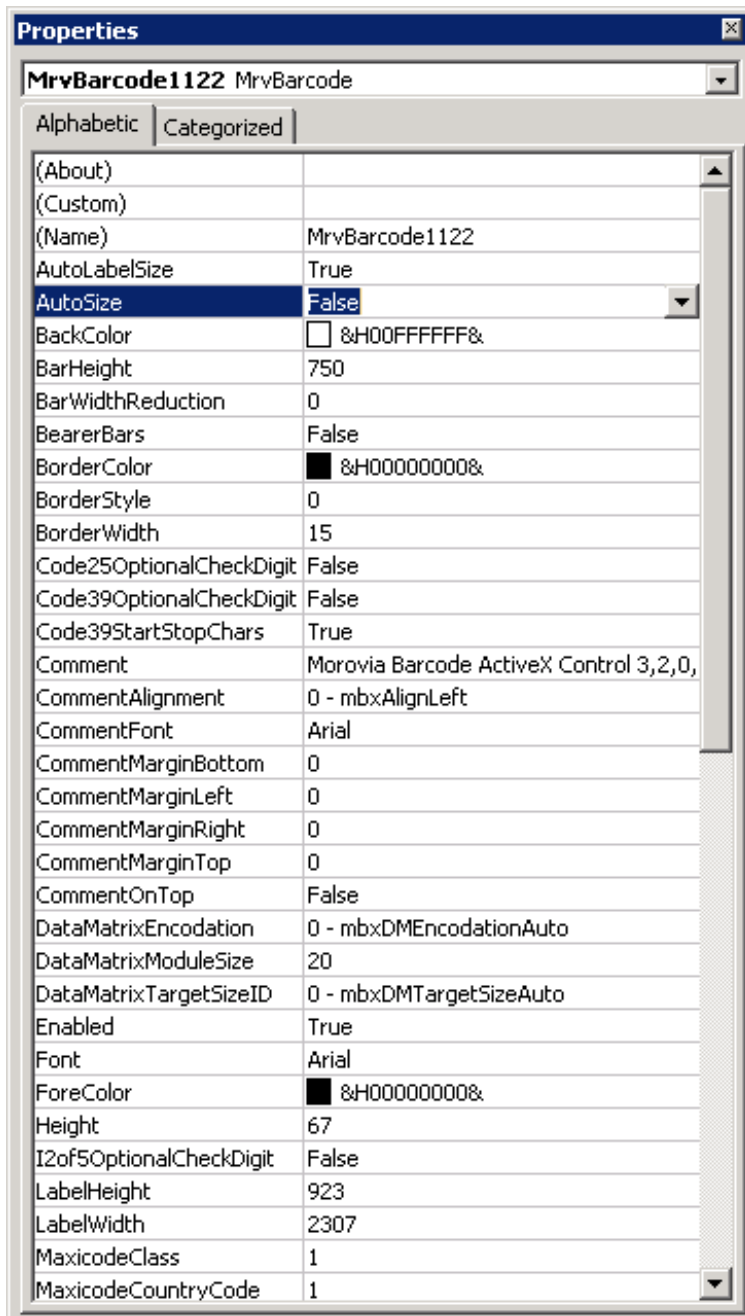 Properties
MrvBarcode1122 MrvBarcode
Alphabetic Categorized
(About)
(Custom)
(Name) MrvBarcode1122
AutoLabelSize True
AutoSize False
BackColor &H00FFFFFF&
BarHeight 750
BarWidthReduction 0
BearerBars False
BorderColor &H00000000&
BorderStyle 0
BorderWidth 15
Code25OptionalCheckDigit False
Code39OptionalCheckDigit False
Code39StartStopChars True
Comment Morovia Barcode ActiveX Control 3,2,0,
CommentAlignment 0 - mbxAlignLeft
CommentFont Arial
CommentMarginBottom 0
CommentMarginLeft 0
CommentMarginRight 0
CommentMarginTop 0
CommentOnTop False
DataMatrixEncodation 0 - mbxDMEncodationAuto
DataMatrixModuleSize 20
DataMatrixTargetSizeID 0 - mbxDMTargetSizeAuto
Enabled True
Font Arial
ForeColor &H00000000&
Height 67
I2of5OptionalCheckDigit False
LabelHeight 923
LabelWidth 2307
MaxicodeClass 1
MaxicodeCountryCode 1